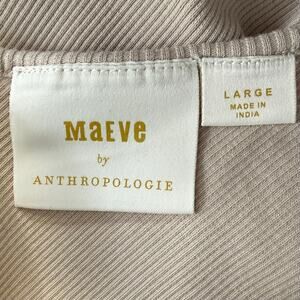 MaEVe
by
ANTHROPOLOGIE
LARGE
MADE IN
INDIA